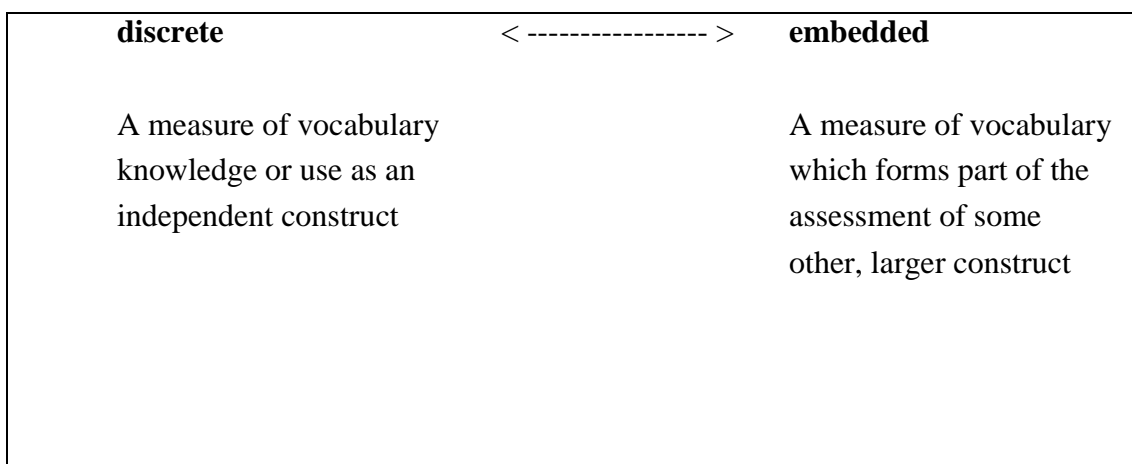 discrete < ----------------- > embedded
A measure of vocabulary
knowledge or use as an
independent construct
A measure of vocabulary
which forms part of the
assessment of some
other, larger construct